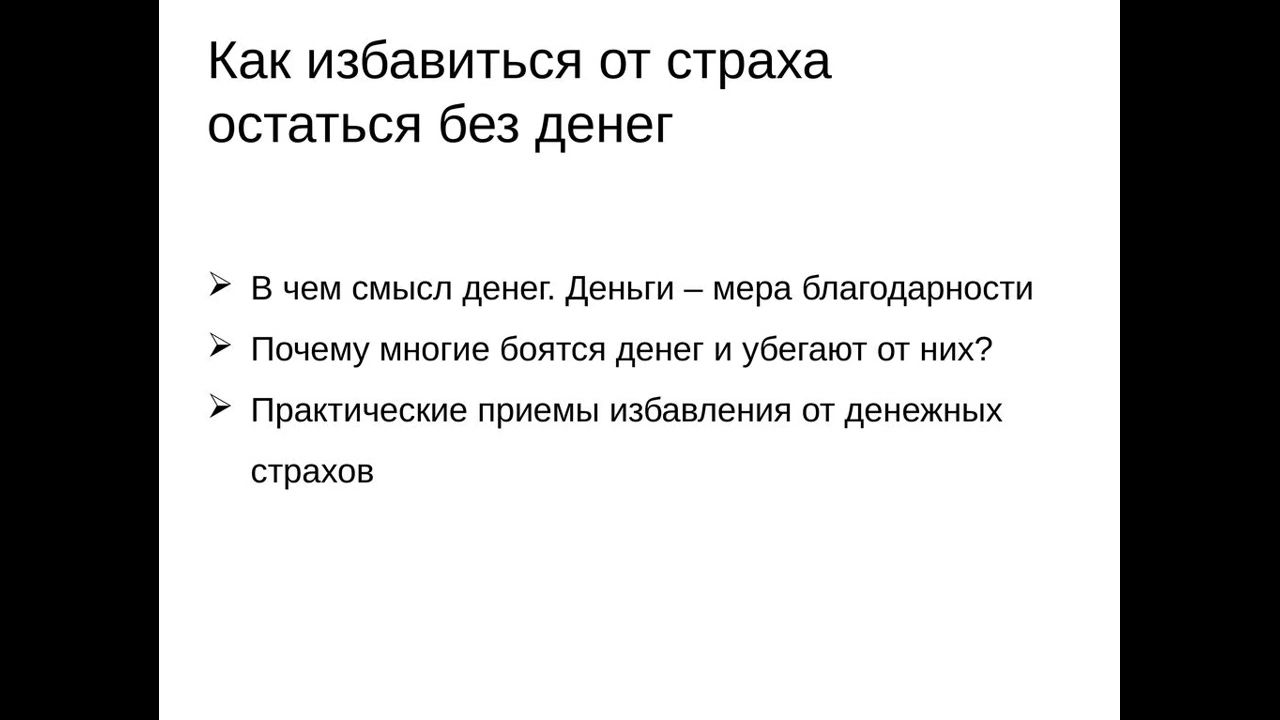 Как избавиться от страха
остаться без денег
➢ В чем смысл денег. Деньги – мера благодарности
➢ Почему многие боятся денег и убегают от них?
➢ Практические приемы избавления от денежных
страхов